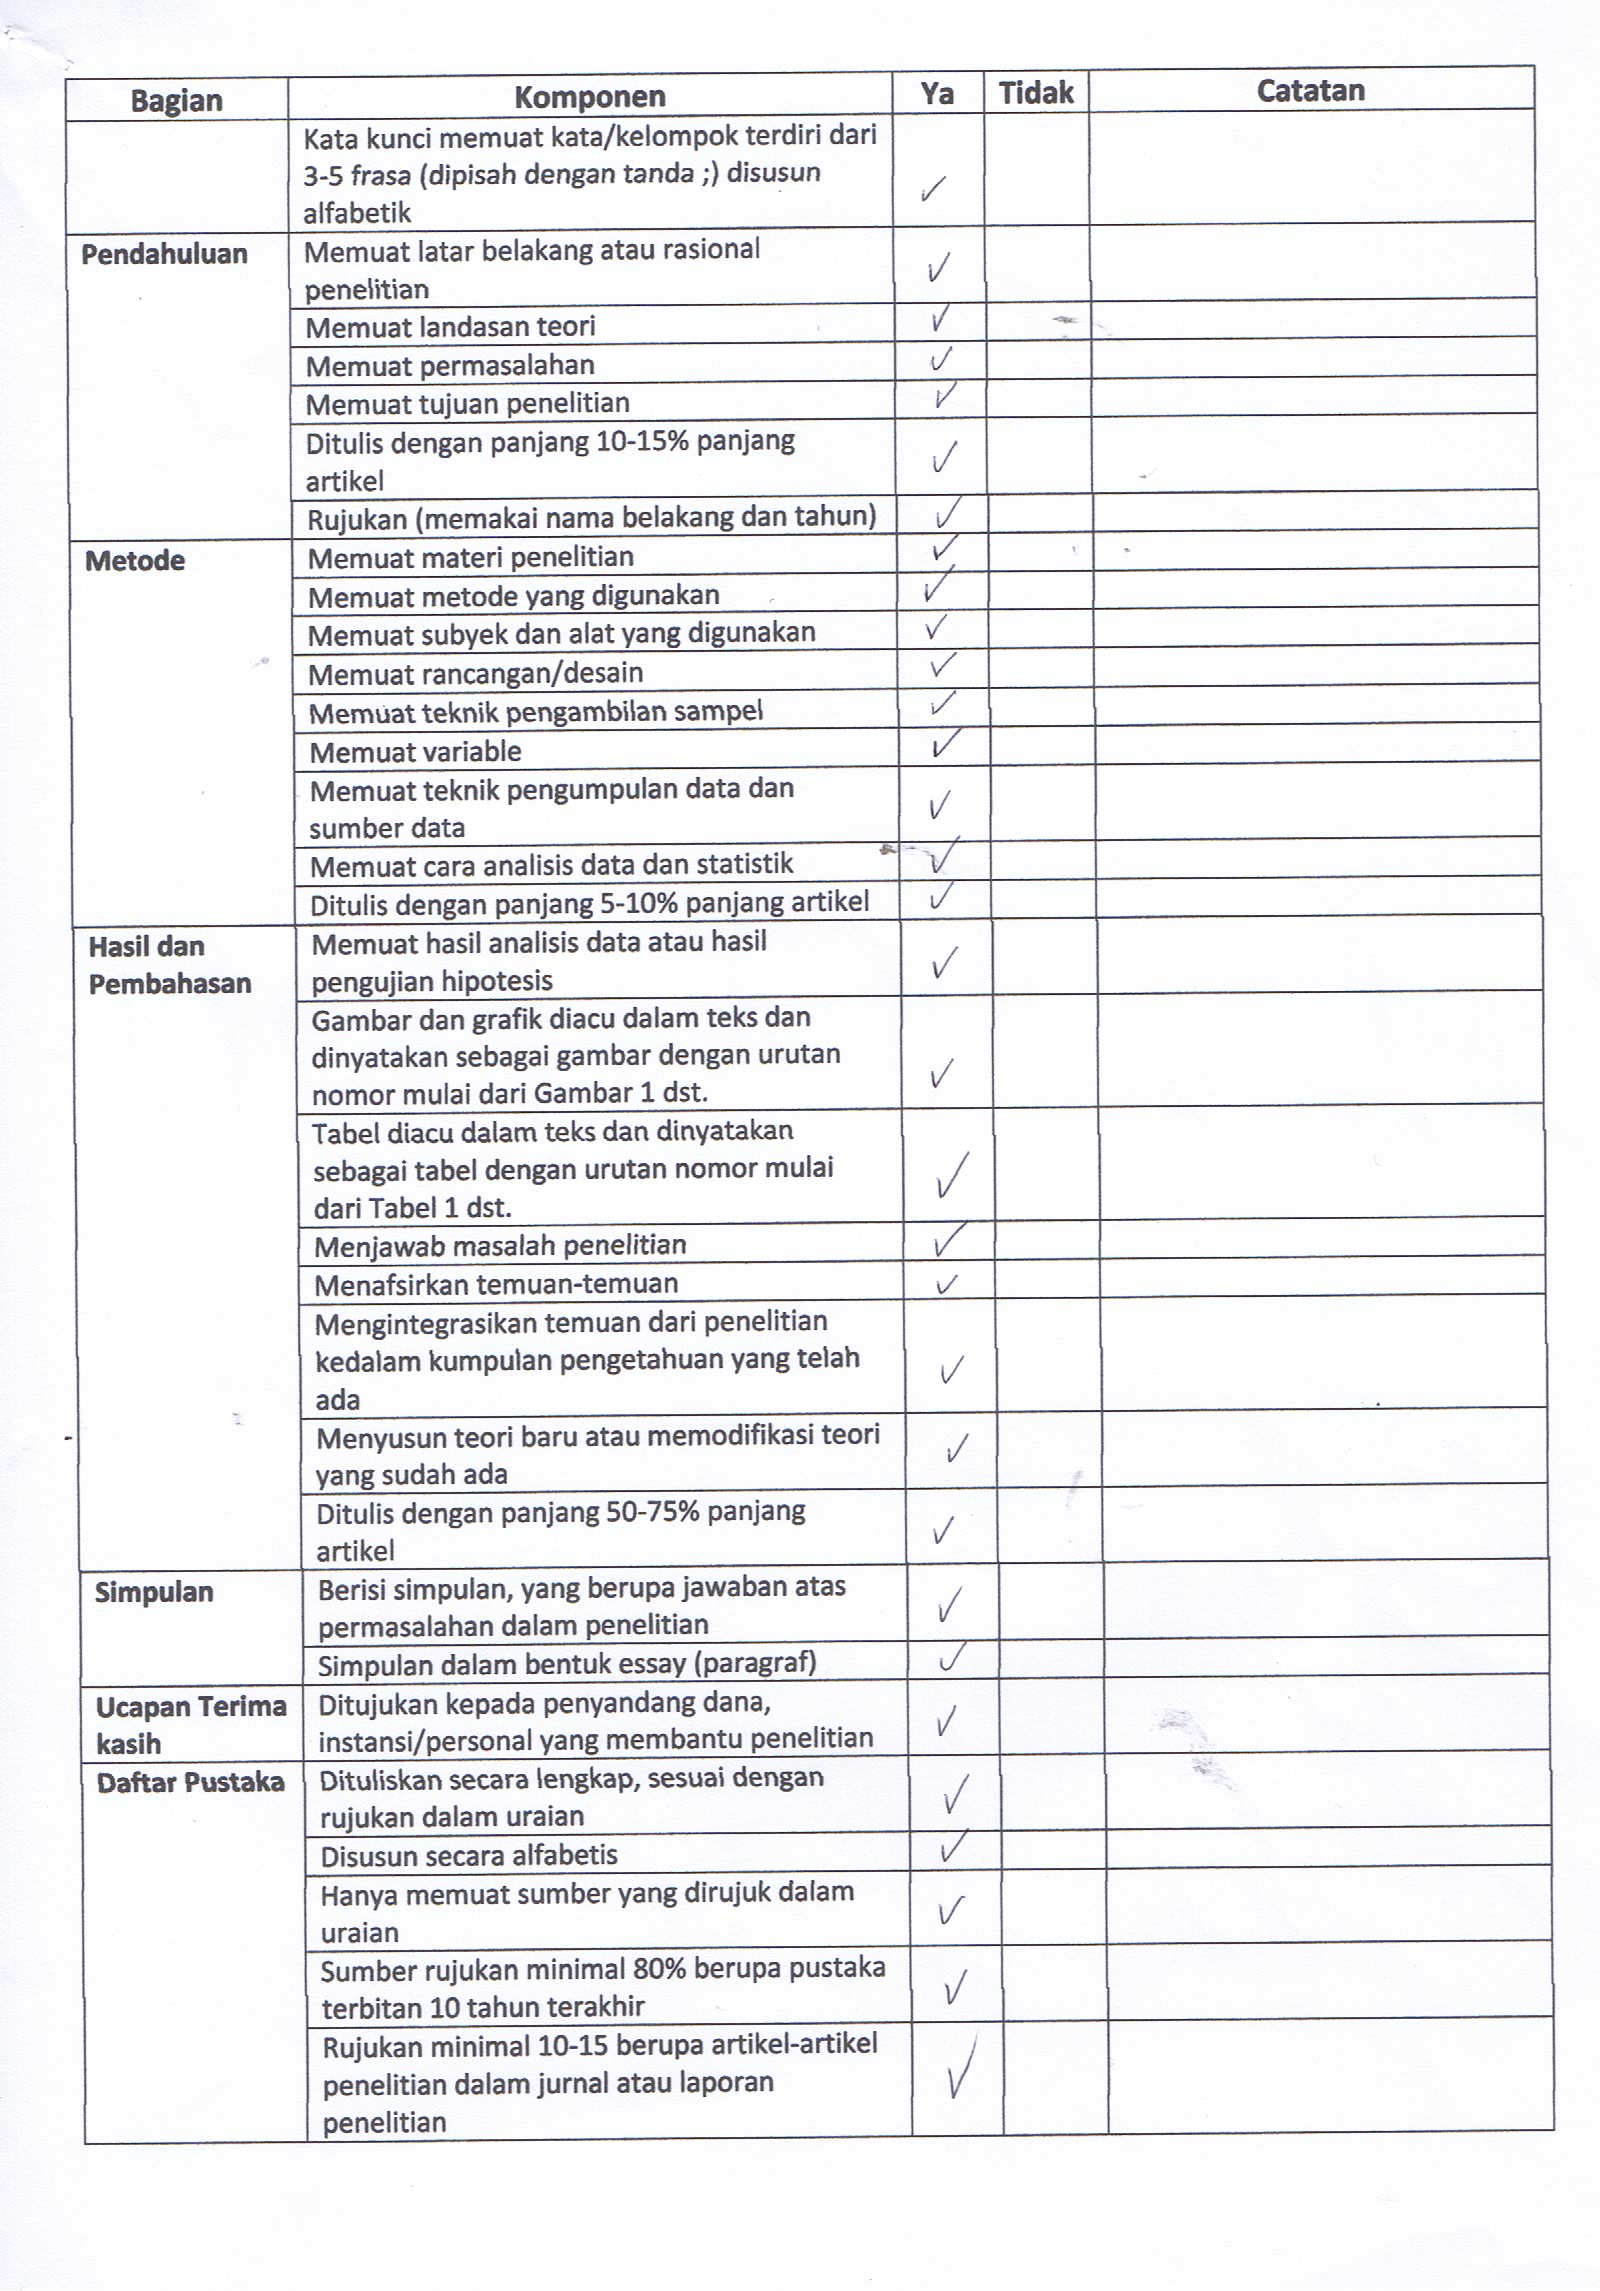 Bagian Komponen Ya Tidak Catatan
Kata kunci memuat kata/kelompok terdiri dari
3-5 frasa (dipisah dengan tanda ;) disusun
alfabetik
✓
Pendahuluan Memuat latar belakang atau rasional
penelitian
✓
Memuat landasan teori ✓
Memuat permasalahan ✓
Memuat tujuan penelitian ✓
Ditulis dengan panjang 10-15% panjang
artikel
✓
Rujukan (memakai nama belakang dan tahun) ✓
Metode Memuat materi penelitian ✓
Memuat metode yang digunakan ✓
Memuat subyek dan alat yang digunakan ✓
Memuat rancangan/desain ✓
Memuat teknik pengambilan sampel ✓
Memuat variable ✓
Memuat teknik pengumpulan data dan
sumber data
✓
Memuat cara analisis data dan statistik ✓
Ditulis dengan panjang 5-10% panjang artikel ✓
Hasil dan
Pembahasan
Memuat hasil analisis data atau hasil
pengujian hipotesis
✓
Gambar dan grafik diacu dalam teks dan
dinyatakan sebagai gambar dengan urutan
nomor mulai dari Gambar 1 dst.
✓
Tabel diacu dalam teks dan dinyatakan
sebagai tabel dengan urutan nomor mulai
dari Tabel 1 dst.
✓
Menjawab masalah penelitian ✓
Menafsirkan temuan-temuan ✓
Mengintegrasikan temuan dari penelitian
kedalam kumpulan pengetahuan yang telah
ada
✓
Menyusun teori baru atau memodifikasi teori
yang sudah ada
✓
Ditulis dengan panjang 50-75% panjang
artikel
✓
Simpulan Berisi simpulan, yang berupa jawaban atas
permasalahan dalam penelitian
✓
Simpulan dalam bentuk essay (paragraf) ✓
Ucapan Terima
kasih
Ditujukan kepada penyandang dana,
instansi/personal yang membantu penelitian
✓
Daftar Pustaka Dituliskan secara lengkap, sesuai dengan
rujukan dalam uraian
✓
Disusun secara alfabetis ✓
Hanya memuat sumber yang dirujuk dalam
uraian
✓
Sumber rujukan minimal 80% berupa pustaka
terbitan 10 tahun terakhir
✓
Rujukan minimal 10-15 berupa artikel-artikel
penelitian dalam jurnal atau laporan
penelitian
✓